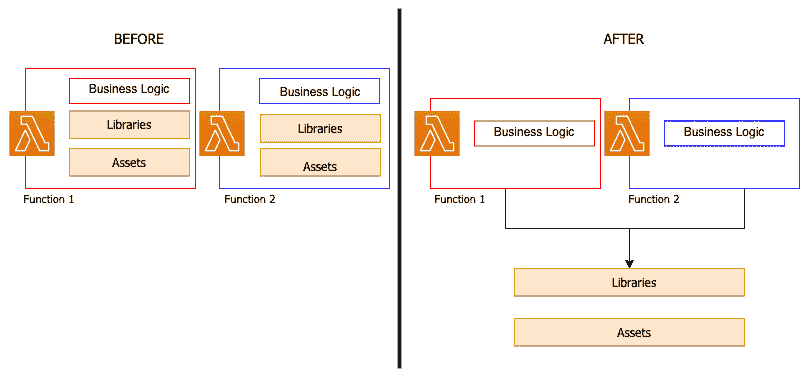 BEFORE
Business Logic
Libraries
Assets
Function 1
Business Logic
Libraries
Assets
Function 2
AFTER
Business Logic
Function 1
Business Logic
Function 2
Libraries
Assets